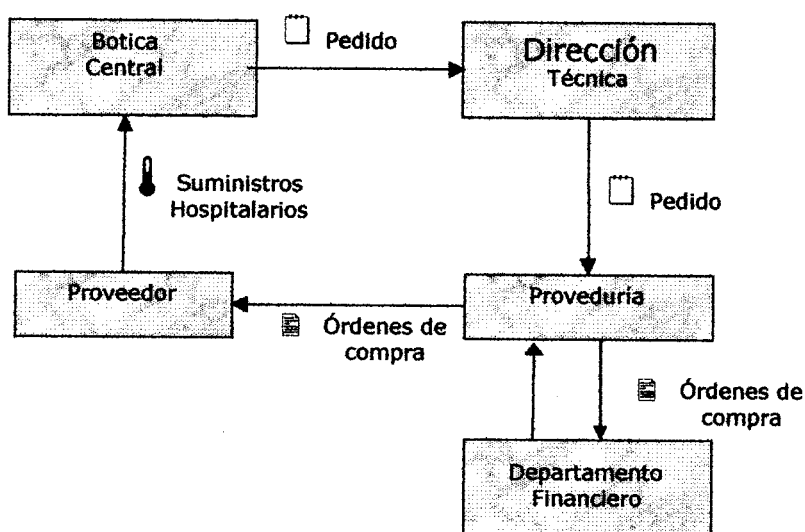 Botica
Central
Pedido
Dirección
Técnica
Suministros
Hospitalarios
Pedido
Proveedor
Proveduría
Órdenes de
compra
Órdenes de
compra
Departamento
Financiero